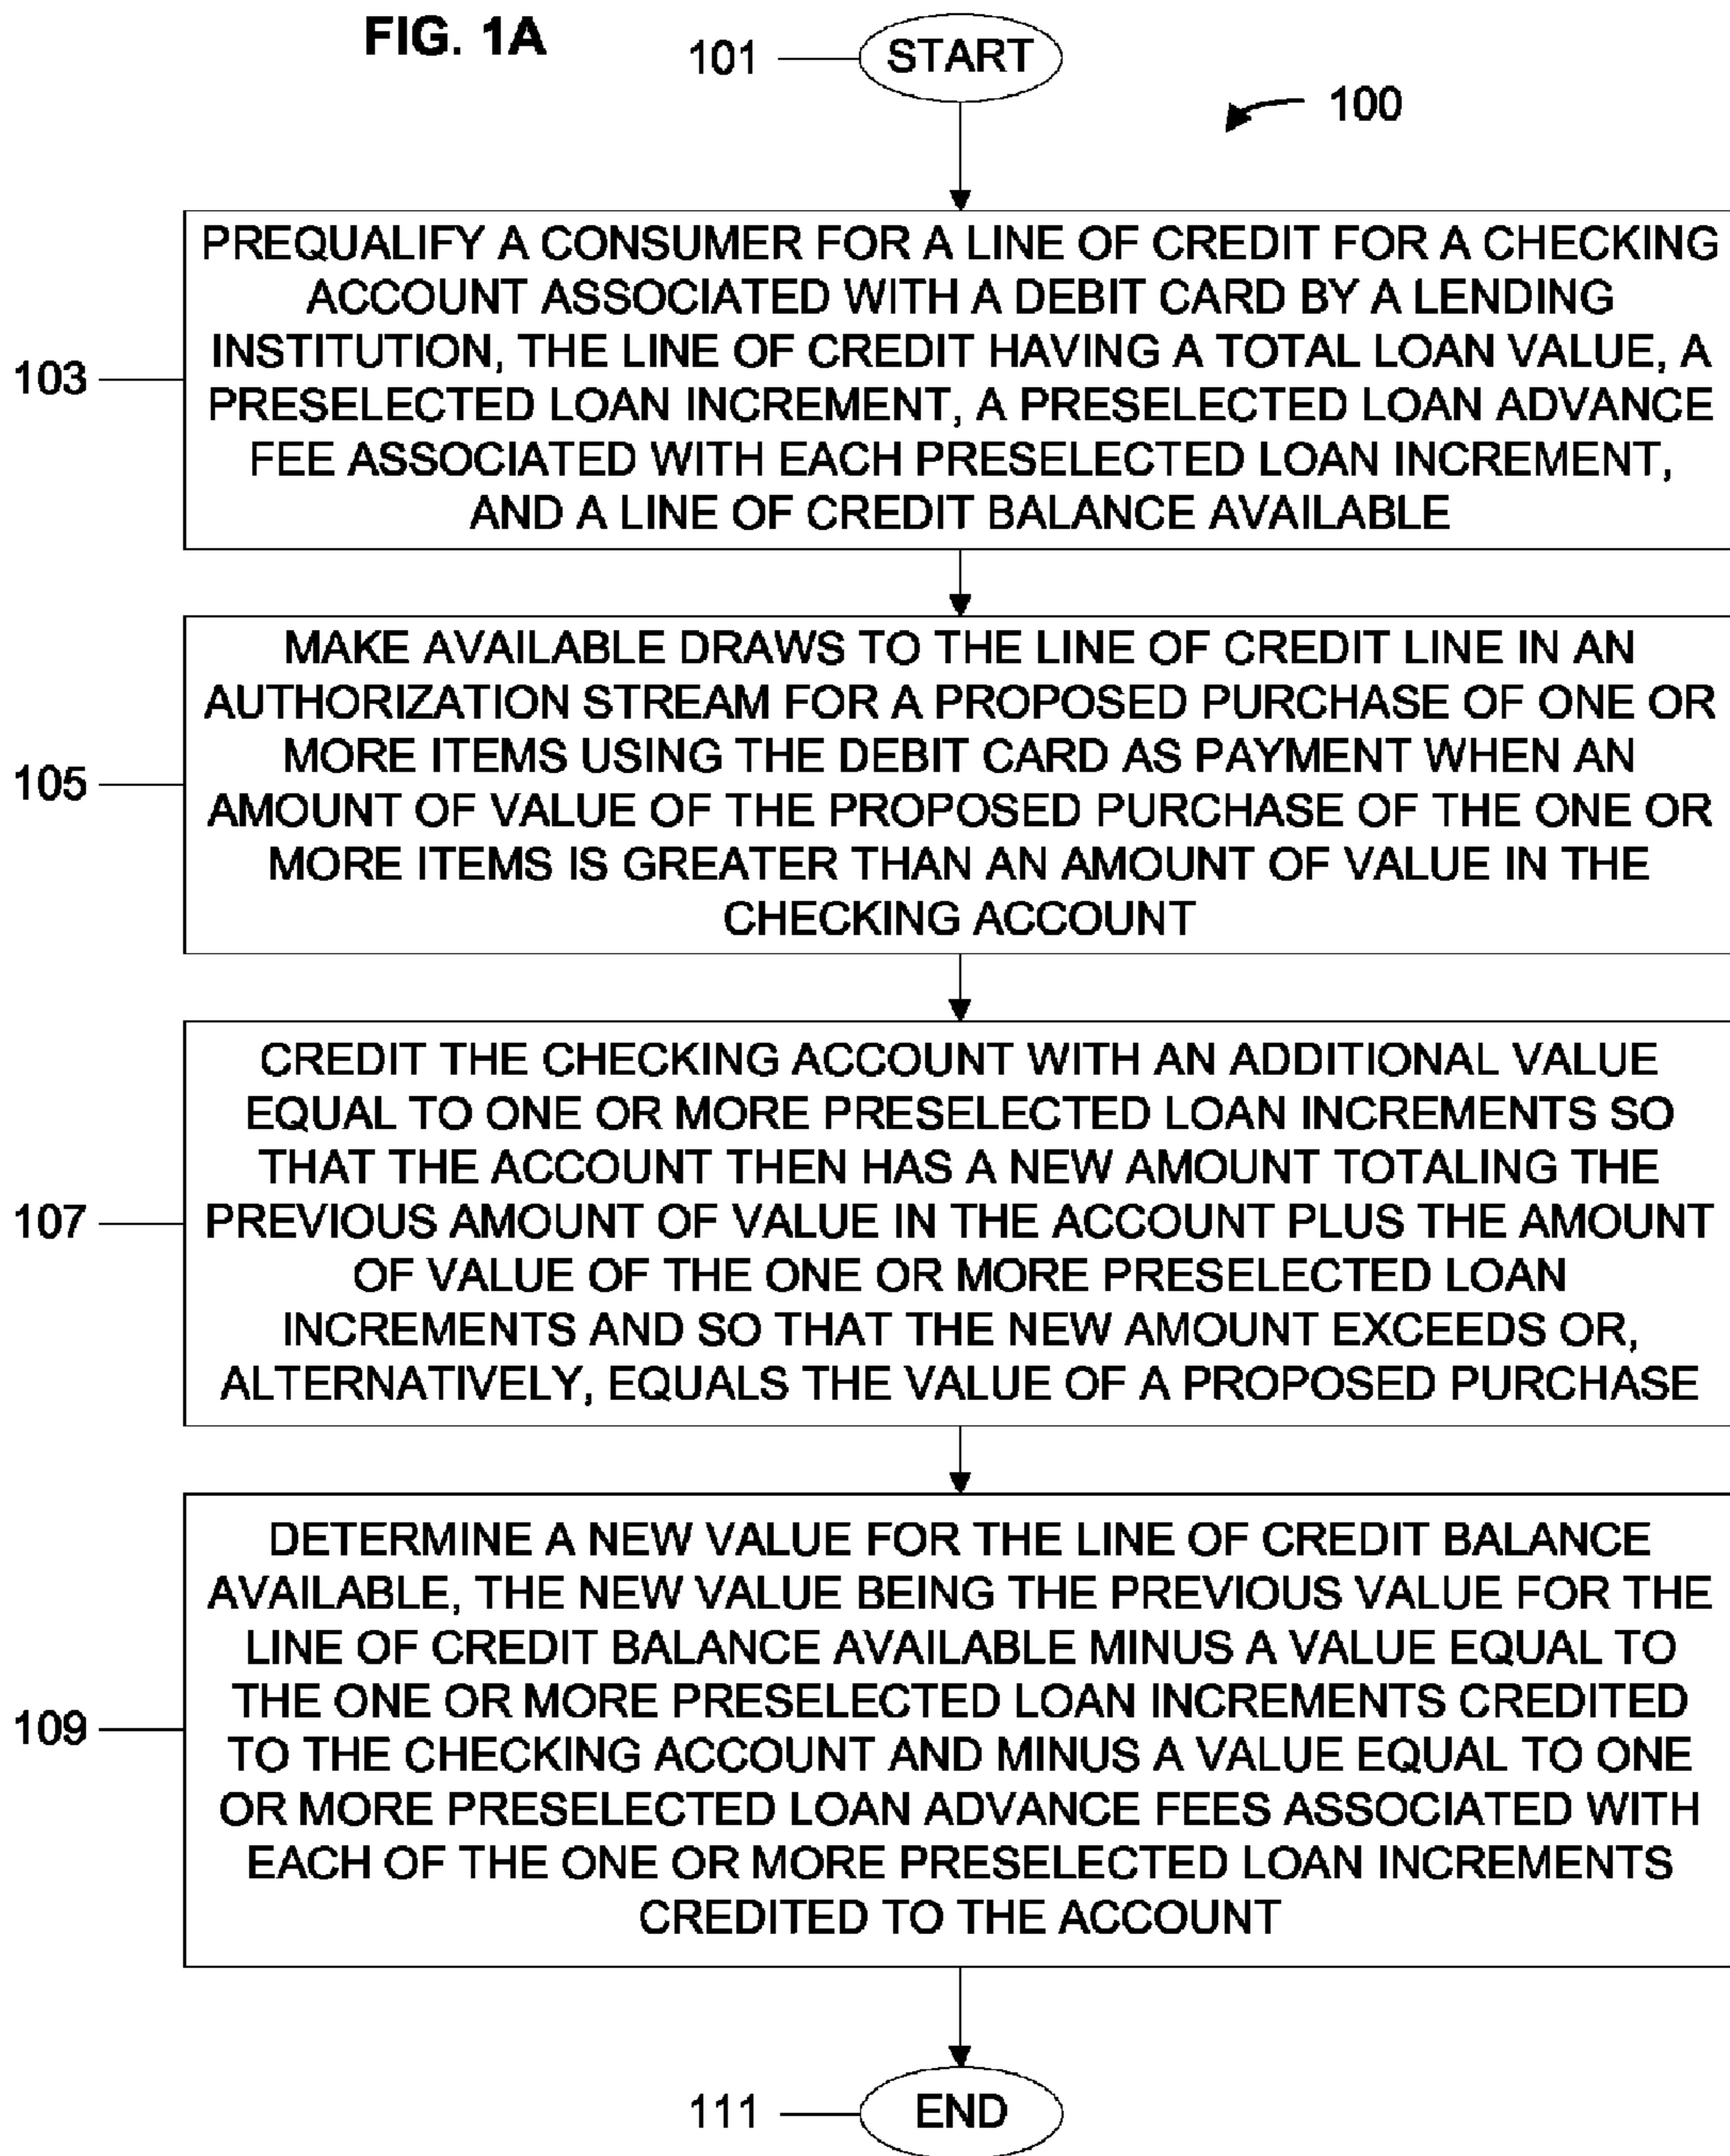 FIG. 1A
101
START
100
103
PREQUALIFY A CONSUMER FOR A LINE OF CREDIT FOR A CHECKING
ACCOUNT ASSOCIATED WITH A DEBIT CARD BY A LENDING
INSTITUTION, THE LINE OF CREDIT HAVING A TOTAL LOAN VALUE, A
PRESELECTED LOAN INCREMENT, A PRESELECTED LOAN ADVANCE
FEE ASSOCIATED WITH EACH PRESELECTED LOAN INCREMENT,
AND A LINE OF CREDIT BALANCE AVAILABLE
105
MAKE AVAILABLE DRAWS TO THE LINE OF CREDIT LINE IN AN
AUTHORIZATION STREAM FOR A PROPOSED PURCHASE OF ONE OR
MORE ITEMS USING THE DEBIT CARD AS PAYMENT WHEN AN
AMOUNT OF VALUE OF THE PROPOSED PURCHASE OF THE ONE OR
MORE ITEMS IS GREATER THAN AN AMOUNT OF VALUE IN THE
CHECKING ACCOUNT
107
CREDIT THE CHECKING ACCOUNT WITH AN ADDITIONAL VALUE
EQUAL TO ONE OR MORE PRESELECTED LOAN INCREMENTS SO
THAT THE ACCOUNT THEN HAS A NEW AMOUNT TOTALING THE
PREVIOUS AMOUNT OF VALUE IN THE ACCOUNT PLUS THE AMOUNT
OF VALUE OF THE ONE OR MORE PRESELECTED LOAN
INCREMENTS AND SO THAT THE NEW AMOUNT EXCEEDS OR,
ALTERNATIVELY, EQUALS THE VALUE OF A PROPOSED PURCHASE
109
DETERMINE A NEW VALUE FOR THE LINE OF CREDIT BALANCE
AVAILABLE, THE NEW VALUE BEING THE PREVIOUS VALUE FOR THE
LINE OF CREDIT BALANCE AVAILABLE MINUS A VALUE EQUAL TO
THE ONE OR MORE PRESELECTED LOAN INCREMENTS CREDITED
TO THE CHECKING ACCOUNT AND MINUS A VALUE EQUAL TO ONE
OR MORE PRESELECTED LOAN ADVANCE FEES ASSOCIATED WITH
EACH OF THE ONE OR MORE PRESELECTED LOAN INCREMENTS
CREDITED TO THE ACCOUNT
111
END